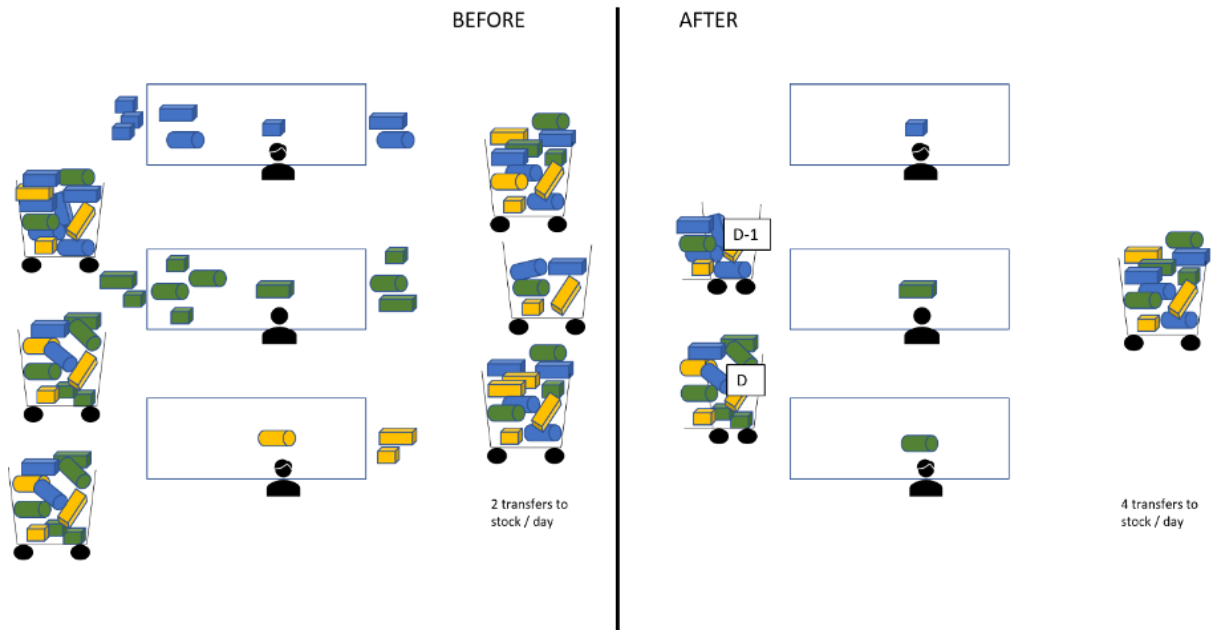 BEFORE
AFTER
D-1
D
2 transfers to
stock / day
4 transfers to
stock / day